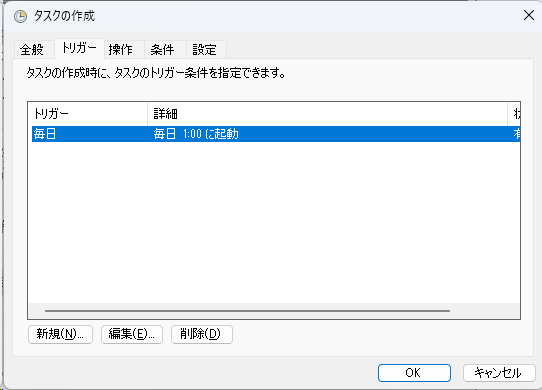 タスクの作成
全般 トリガー 操作 条件 設定
タスクの作成時に、タスクのトリガー条件を指定できます。
トリガー 詳細
毎日 毎日 1:00 に起動
新規(N)... 編集(E)... 削除(D)
OK キャンセル